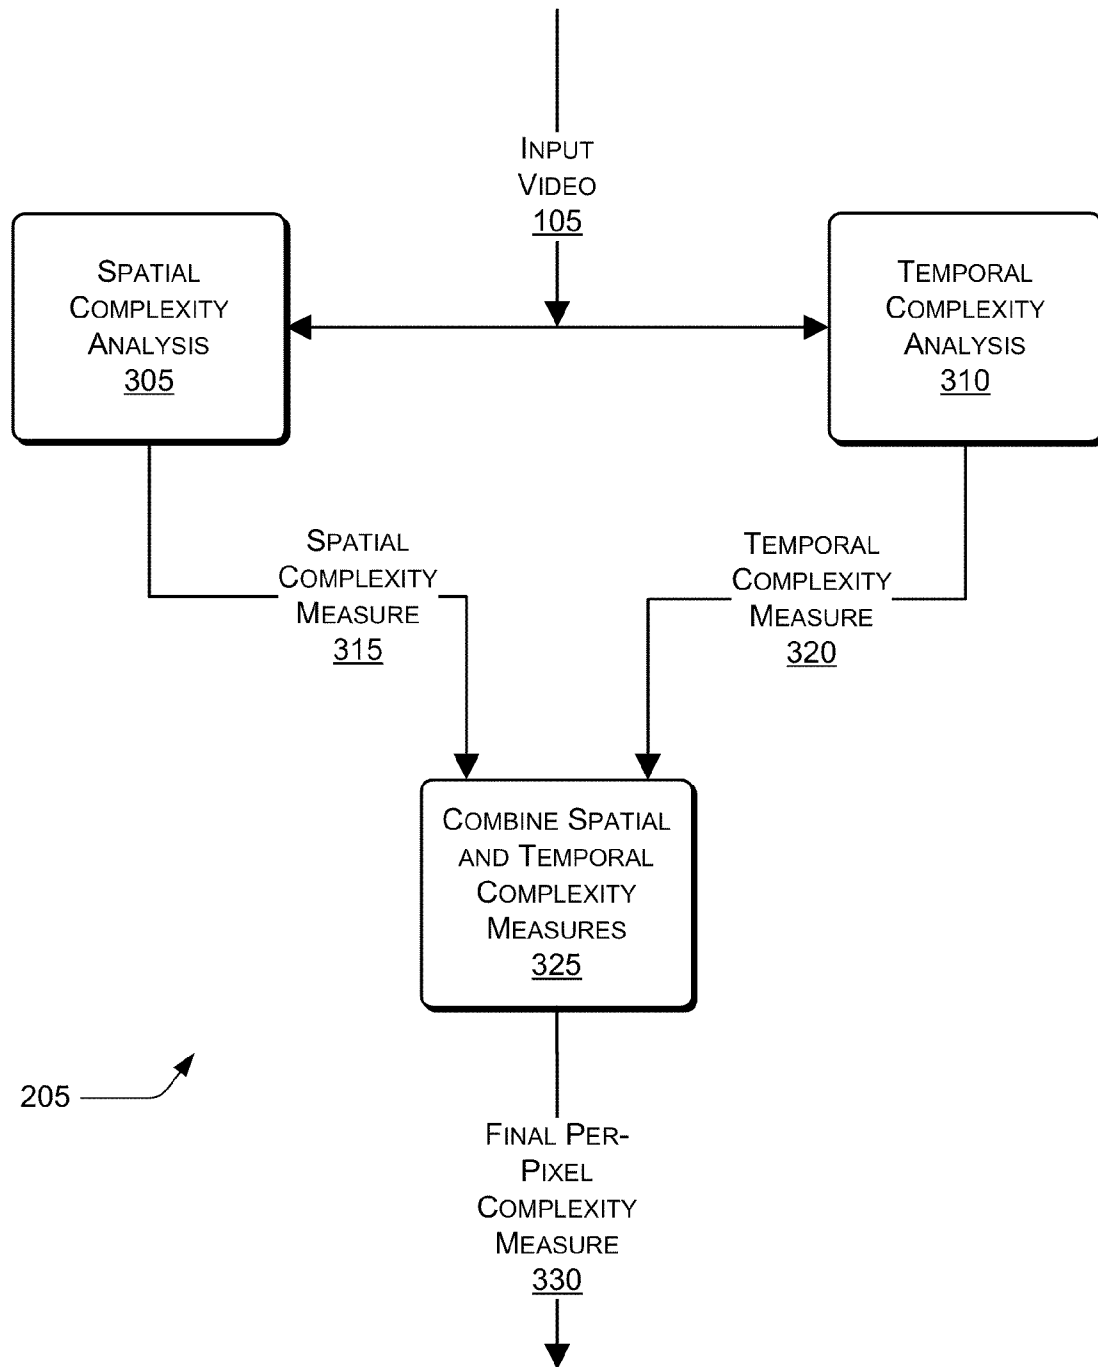 INPUT
VIDEO
105
SPATIAL
COMPLEXITY
ANALYSIS
305
TEMPORAL
COMPLEXITY
ANALYSIS
310
SPATIAL
COMPLEXITY
MEASURE
315
TEMPORAL
COMPLEXITY
MEASURE
320
COMBINE SPATIAL
AND TEMPORAL
COMPLEXITY
MEASURES
325
205
FINAL PER-
PIXEL
COMPLEXITY
MEASURE
330